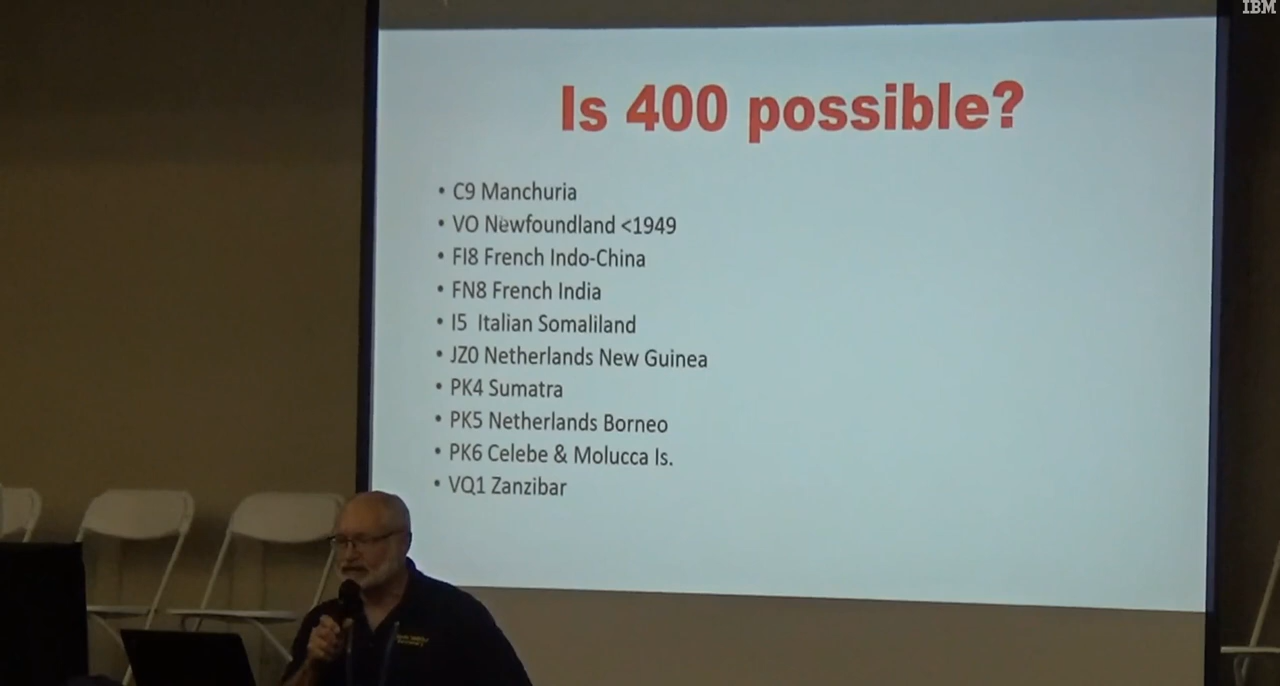 IBM
Is 400 possible?
• C9 Manchuria
• VO Newfoundland <1949
• FI8 French Indo-China
• FN8 French India
• I5 Italian Somaliland
• JZ0 Netherlands New Guinea
• PK4 Sumatra
• PK5 Netherlands Borneo
• PK6 Celebe & Molucca Is.
• VQ1 Zanzibar